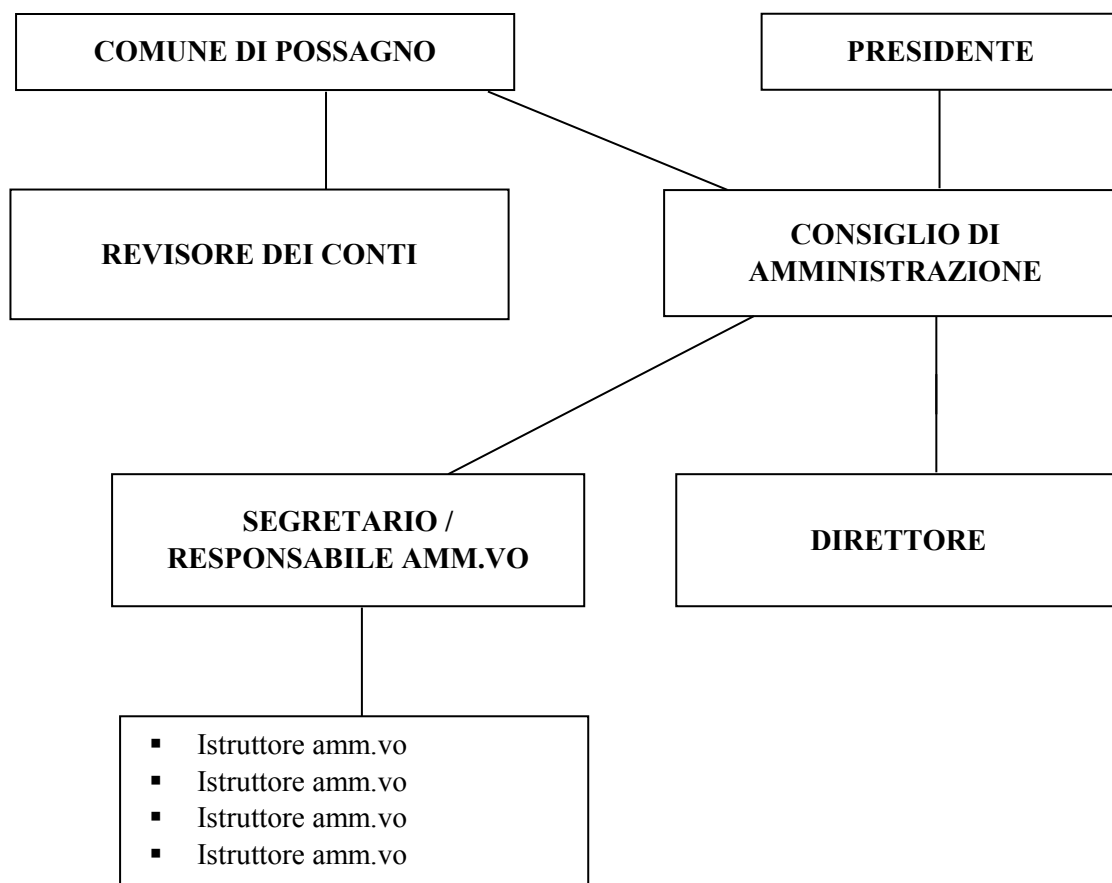 COMUNE DI POSSAGNO
PRESIDENTE
REVISORE DEI CONTI
CONSIGLIO DI
AMMINISTRAZIONE
SEGRETARIO /
RESPONSABILE AMM.VO
DIRETTORE
▪ Istruttore amm.vo
▪ Istruttore amm.vo
▪ Istruttore amm.vo
▪ Istruttore amm.vo